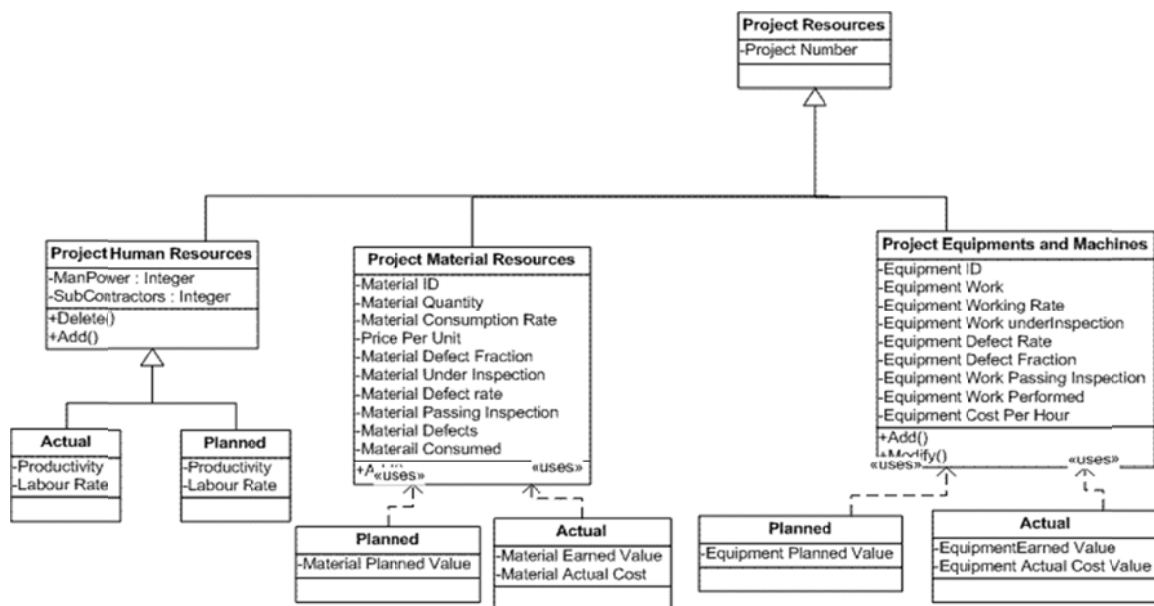 Project Resources
-Project Number
Project Human Resources
-ManPower : Integer
-SubContractors : Integer
+Delete()
+Add()
Actual
-Productivity
-Labour Rate
Planned
-Productivity
-Labour Rate
Project Material Resources
-Material ID
-Material Quantity
-Material Consumption Rate
-Price Per Unit
-Material Defect Fraction
-Material Under Inspection
-Material Defect rate
-Material Passing Inspection
-Material Defects
-Materail Consumed
«uses»
«uses»
Planned
-Material Planned Value
Actual
-Material Earned Value
-Material Actual Cost
Project Equipments and Machines
-Equipment ID
-Equipment Work
-Equipment Working Rate
-Equipment Work underInspection
-Equipment Defect Rate
-Equipment Defect Fraction
-Equipment Work Passing Inspection
-Equipment Work Performed
-Equipment Cost Per Hour
+Add()
+Modify()
«uses»
«uses»
Planned
-Equipment Planned Value
Actual
-EquipmentEarned Value
-Equipment Actual Cost Value